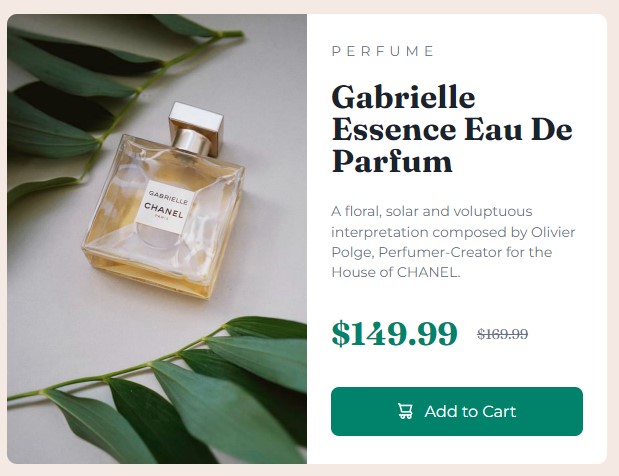 GABRIELLE
CHANEL
PARIS
PERFUME
Gabrielle
Essence Eau De
Parfum
A floral, solar and voluptuous
interpretation composed by Olivier
Polge, Perfumer-Creator for the
House of CHANEL.
$149.99 $169.99
Add to Cart